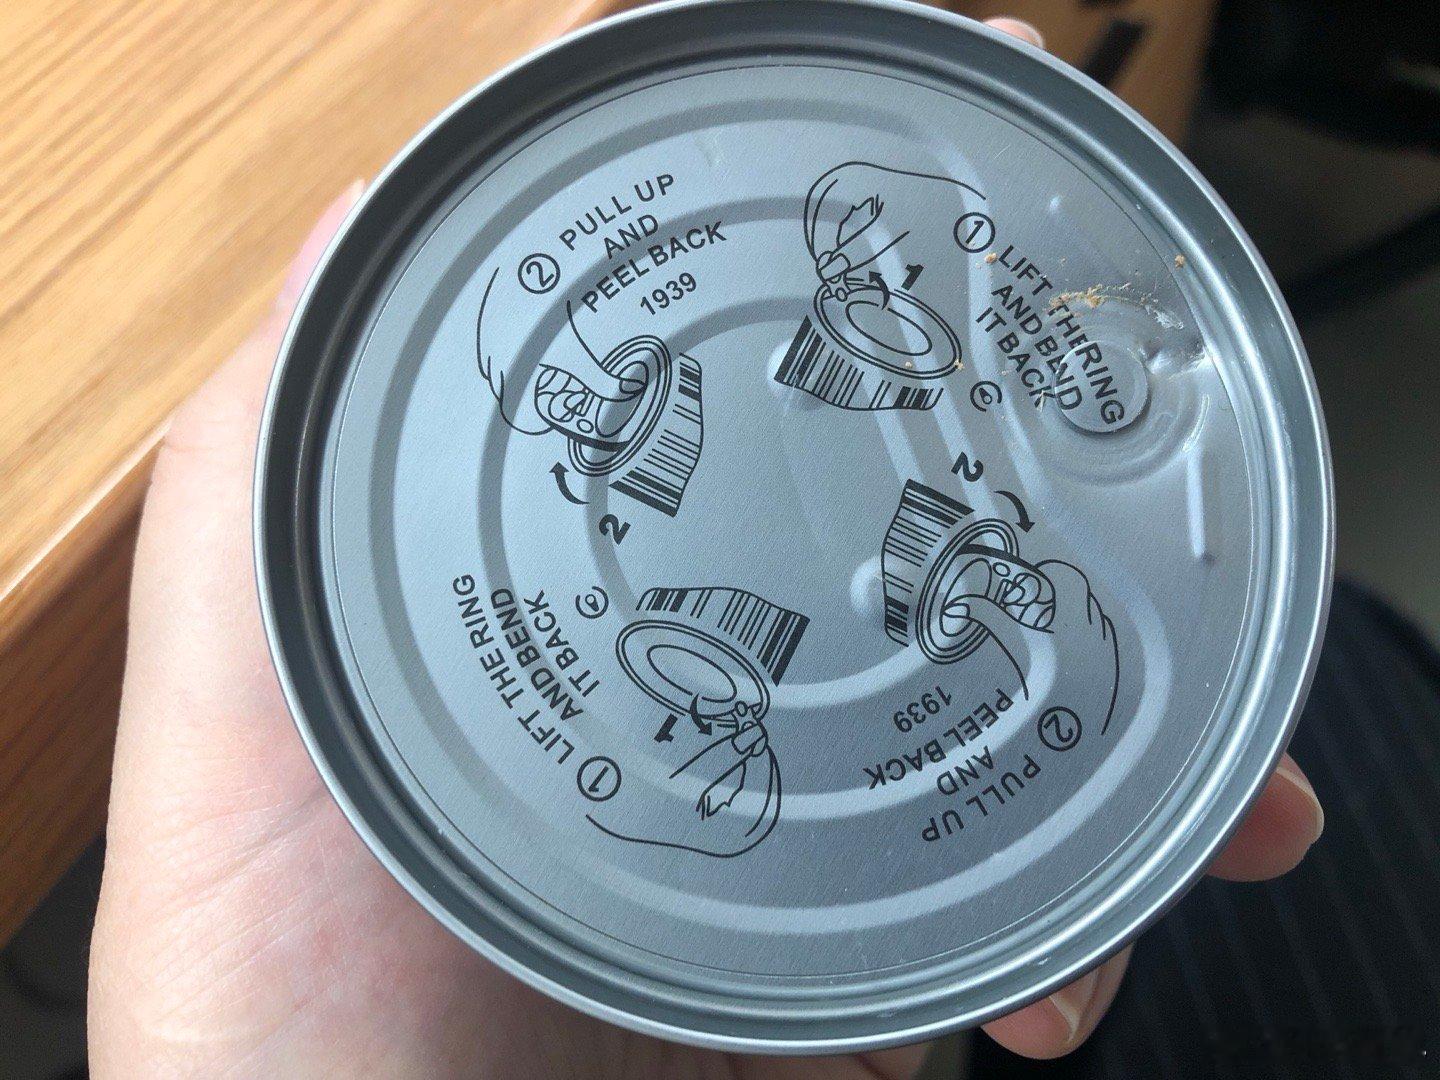 ② PULL UP
AND
PEEL BACK
1939
2
① LIFT THE RING
AND BEND
IT BACK
1
① LIFT THE RING
AND BEND
IT BACK
1
② PULL UP
AND
PEEL BACK
1939
2